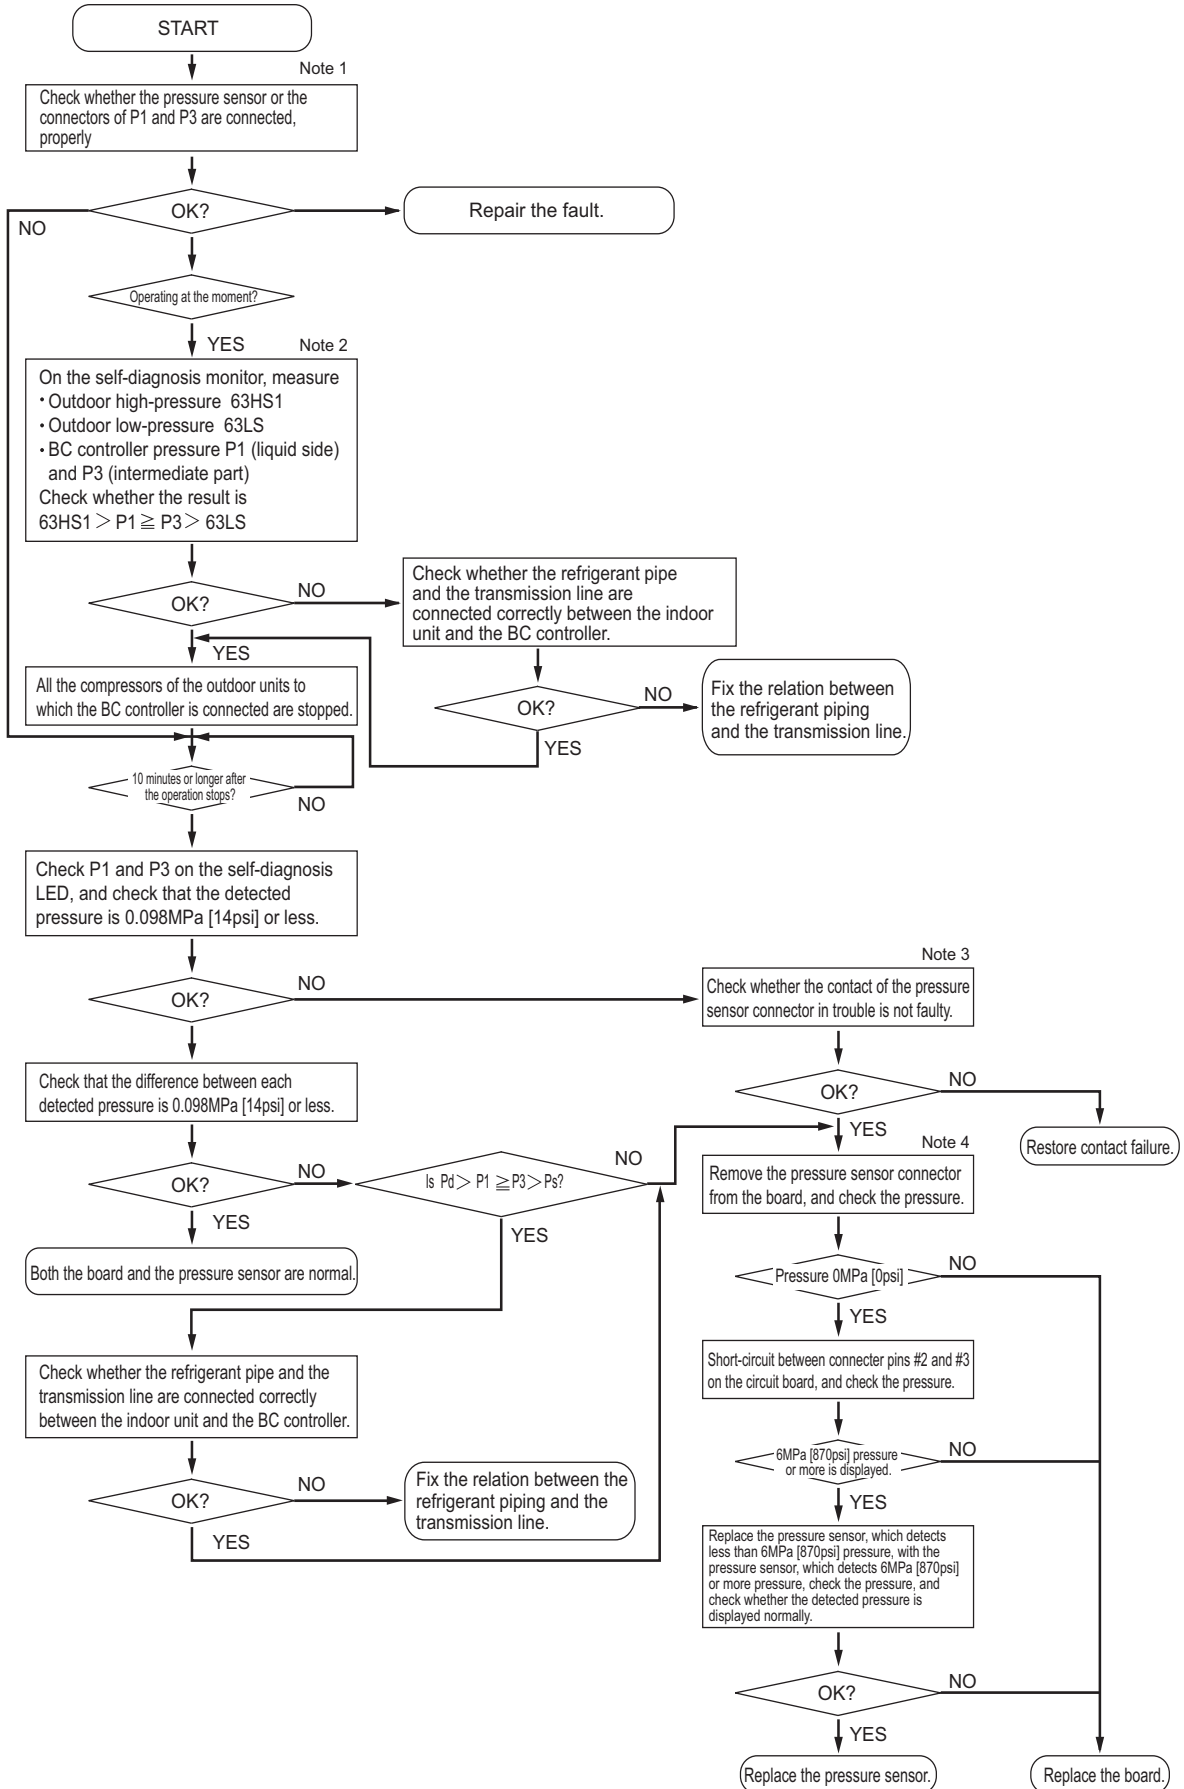 START
Note 1
Check whether the pressure sensor or the
connectors of P1 and P3 are connected,
properly
OK?
NO
Repair the fault.
Operating at the moment?
YES
Note 2
On the self-diagnosis monitor, measure
・Outdoor high-pressure 63HS1
・Outdoor low-pressure 63LS
・BC controller pressure P1 (liquid side)
and P3 (intermediate part)
Check whether the result is
63HS1＞P1≧P3＞63LS
OK?
NO
YES
Check whether the refrigerant pipe
and the transmission line are
connected correctly between the indoor
unit and the BC controller.
OK?
NO
YES
Fix the relation between
the refrigerant piping
and the transmission line.
All the compressors of the outdoor units to
which the BC controller is connected are stopped.
10 minutes or longer after
the operation stops?
NO
Check P1 and P3 on the self-diagnosis
LED, and check that the detected
pressure is 0.098MPa [14psi] or less.
OK?
NO
Note 3
Check whether the contact of the pressure
sensor connector in trouble is not faulty.
OK?
NO
YES
Restore contact failure.
Check that the difference between each
detected pressure is 0.098MPa [14psi] or less.
OK?
NO
YES
Is Pd＞P1≧P3＞Ps?
NO
YES
Both the board and the pressure sensor are normal.
Note 4
Remove the pressure sensor connector
from the board, and check the pressure.
Pressure 0MPa [0psi]
NO
YES
Short-circuit between connecter pins #2 and #3
on the circuit board, and check the pressure.
6MPa [870psi] pressure
or more is displayed.
NO
YES
Check whether the refrigerant pipe and the
transmission line are connected correctly
between the indoor unit and the BC controller.
OK?
NO
YES
Fix the relation between the
refrigerant piping and the
transmission line.
Replace the pressure sensor, which detects
less than 6MPa [870psi] pressure, with the
pressure sensor, which detects 6MPa [870psi]
or more pressure, check the pressure, and
check whether the detected pressure is
displayed normally.
OK?
NO
YES
Replace the pressure sensor.
Replace the board.